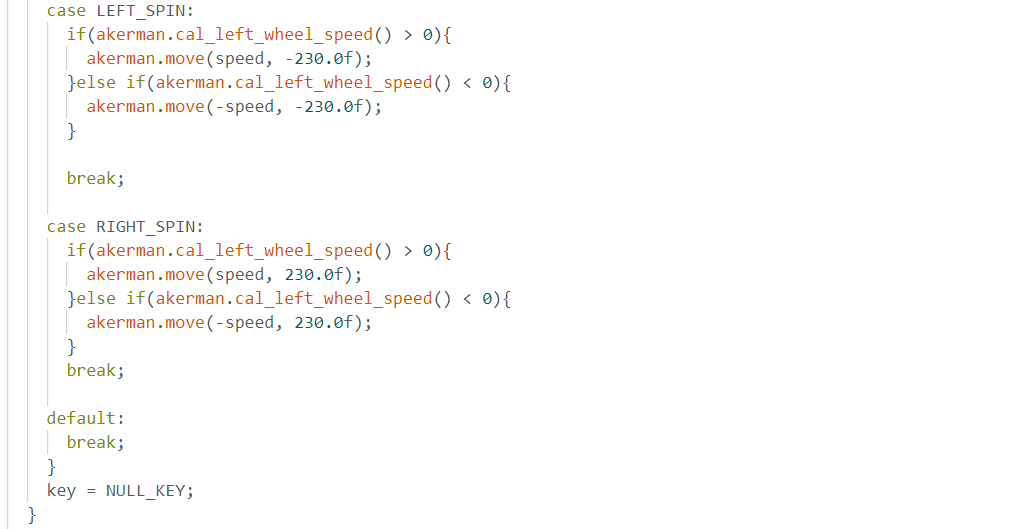 case LEFT_SPIN:
if(akerman.cal_left_wheel_speed() > 0){
akerman.move(speed, -230.0f);
}else if(akerman.cal_left_wheel_speed() < 0){
akerman.move(-speed, -230.0f);
}
break;
case RIGHT_SPIN:
if(akerman.cal_left_wheel_speed() > 0){
akerman.move(speed, 230.0f);
}else if(akerman.cal_left_wheel_speed() < 0){
akerman.move(-speed, 230.0f);
}
break;
default:
break;
}
key = NULL_KEY;
}